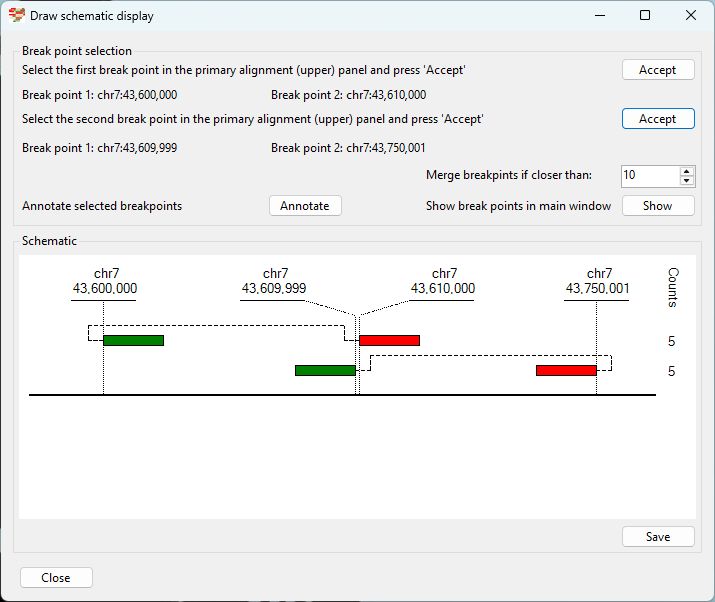 Draw schematic display
Break point selection
Select the first break point in the primary alignment (upper) panel and press 'Accept'
Accept
Break point 1: chr7:43,600,000
Break point 2: chr7:43,610,000
Select the second break point in the primary alignment (upper) panel and press 'Accept'
Accept
Break point 1: chr7:43,609,999
Break point 2: chr7:43,750,001
Merge breakpints if closer than:
10
Annotate selected breakpoints
Annotate
Show break points in main window
Show
Schematic
chr7
43,600,000
chr7
43,609,999
chr7
43,610,000
chr7
43,750,001
Counts
5
5
Save
Close